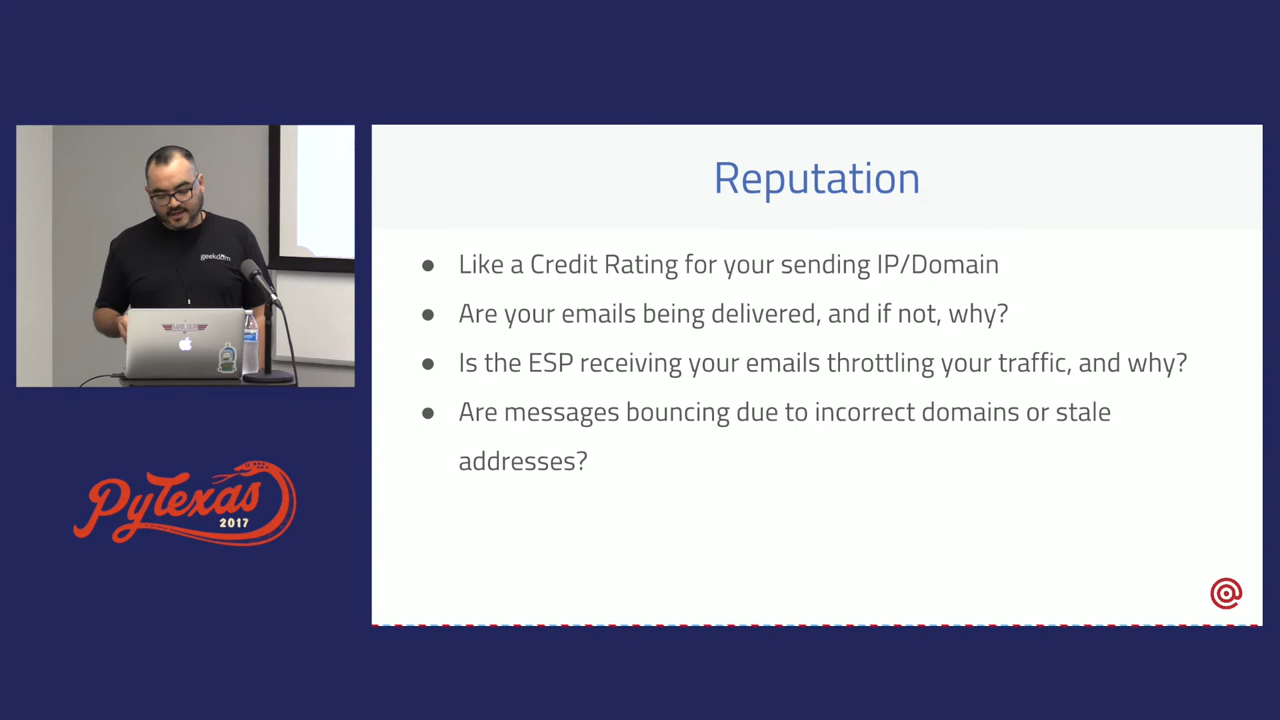 Reputation
● Like a Credit Rating for your sending IP/Domain
● Are your emails being delivered, and if not, why?
● Is the ESP receiving your emails throttling your traffic, and why?
● Are messages bouncing due to incorrect domains or stale
addresses?
geekdom
PyTexas
2017